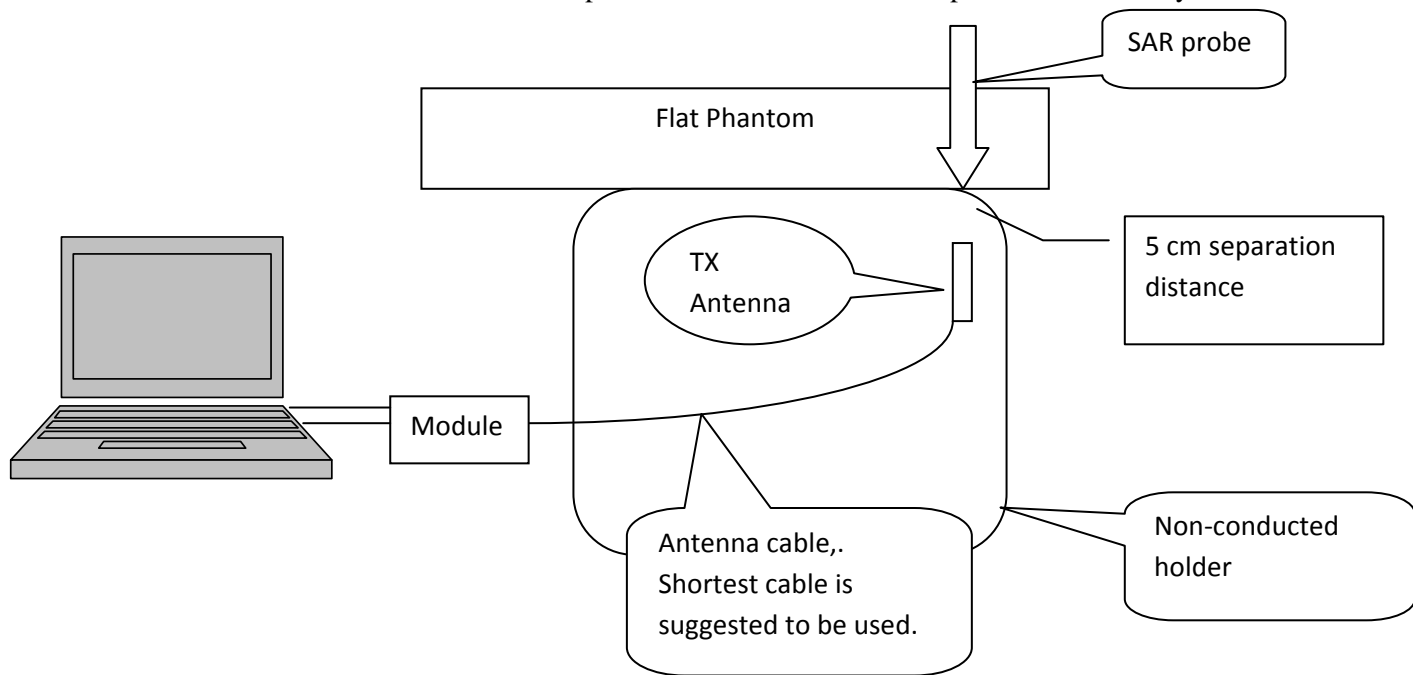 SAR probe
Flat Phantom
TX
Antenna
5 cm separation
distance
Module
Antenna cable,.
Shortest cable is
suggested to be used.
Non-conducted
holder